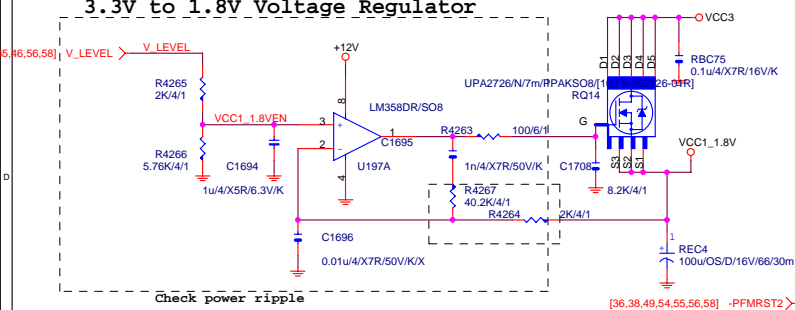 3.3V to 1.8V Voltage Regulator
5,46,56,58] V_LEVEL
V_LEVEL
+12V
VCC3
D1
D2
D3
D4
D5
RBC75
0.1u/4/X7R/16V/K
R4265
2K/4/1
UPA2726/N/7m/PPAKSO8/[
RQ14
8
LM358DR/SO8
VCC1_1.8VEN
3
+
1
C1695
R4263
100/6/1
G
2
-
R4266
5.76K/4/1
C1694
1u/4/X5R/6.3V/K
4
U197A
1n/4/X7R/50V/K
C1708
8.2K/4/1
S3
S2
S1
VCC1_1.8V
D
R4267
40.2K/4/1
R4264
2K/4/1
C1696
0.01u/4/X7R/50V/K/X
1
+
REC4
100u/OS/D/16V/66/30m
Check power ripple
[36,38,49,54,55,56,58] -PFMRST2